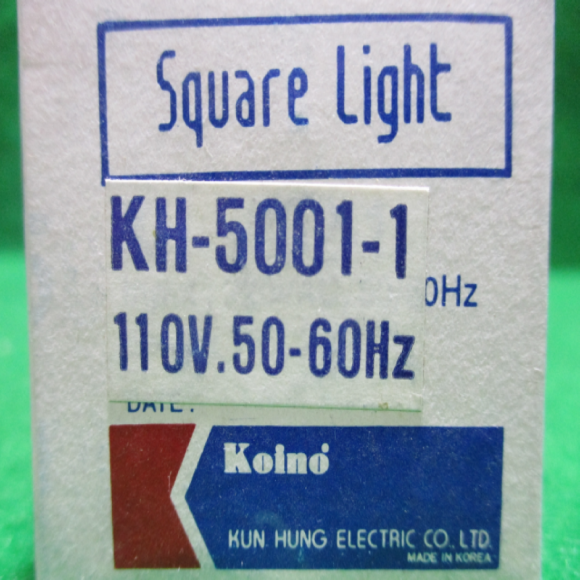 Square Light
KH-5001-1
0Hz
110V.50-60Hz
DATE:
Koino
KUN HUNG ELECTRIC CO. LTD.
MADE IN KOREA